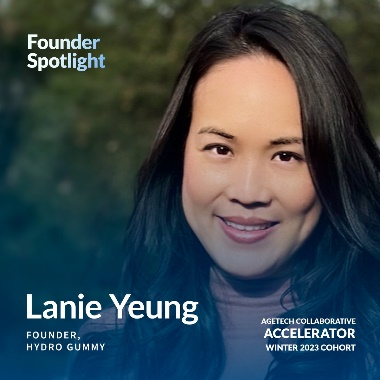 Founder
Spotlight
Lanie Yeung
FOUNDER,
HYDRO GUMMY
AGETECH COLLABORATIVE
ACCELERATOR
WINTER 2023 COHORT